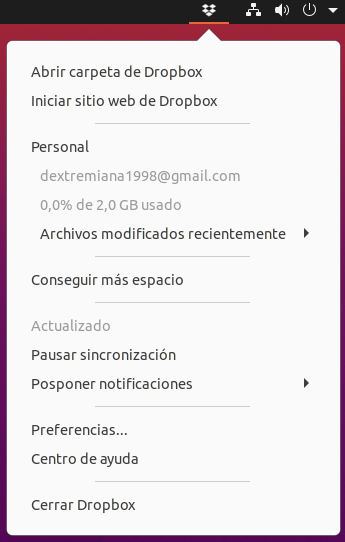 Abrir carpeta de Dropbox
Iniciar sitio web de Dropbox
Personal
dextremiana1998@gmail.com
0,0% de 2,0 GB usado
Archivos modificados recientemente
Conseguir más espacio
Actualizado
Pausar sincronización
Posponer notificaciones
Preferencias...
Centro de ayuda
Cerrar Dropbox